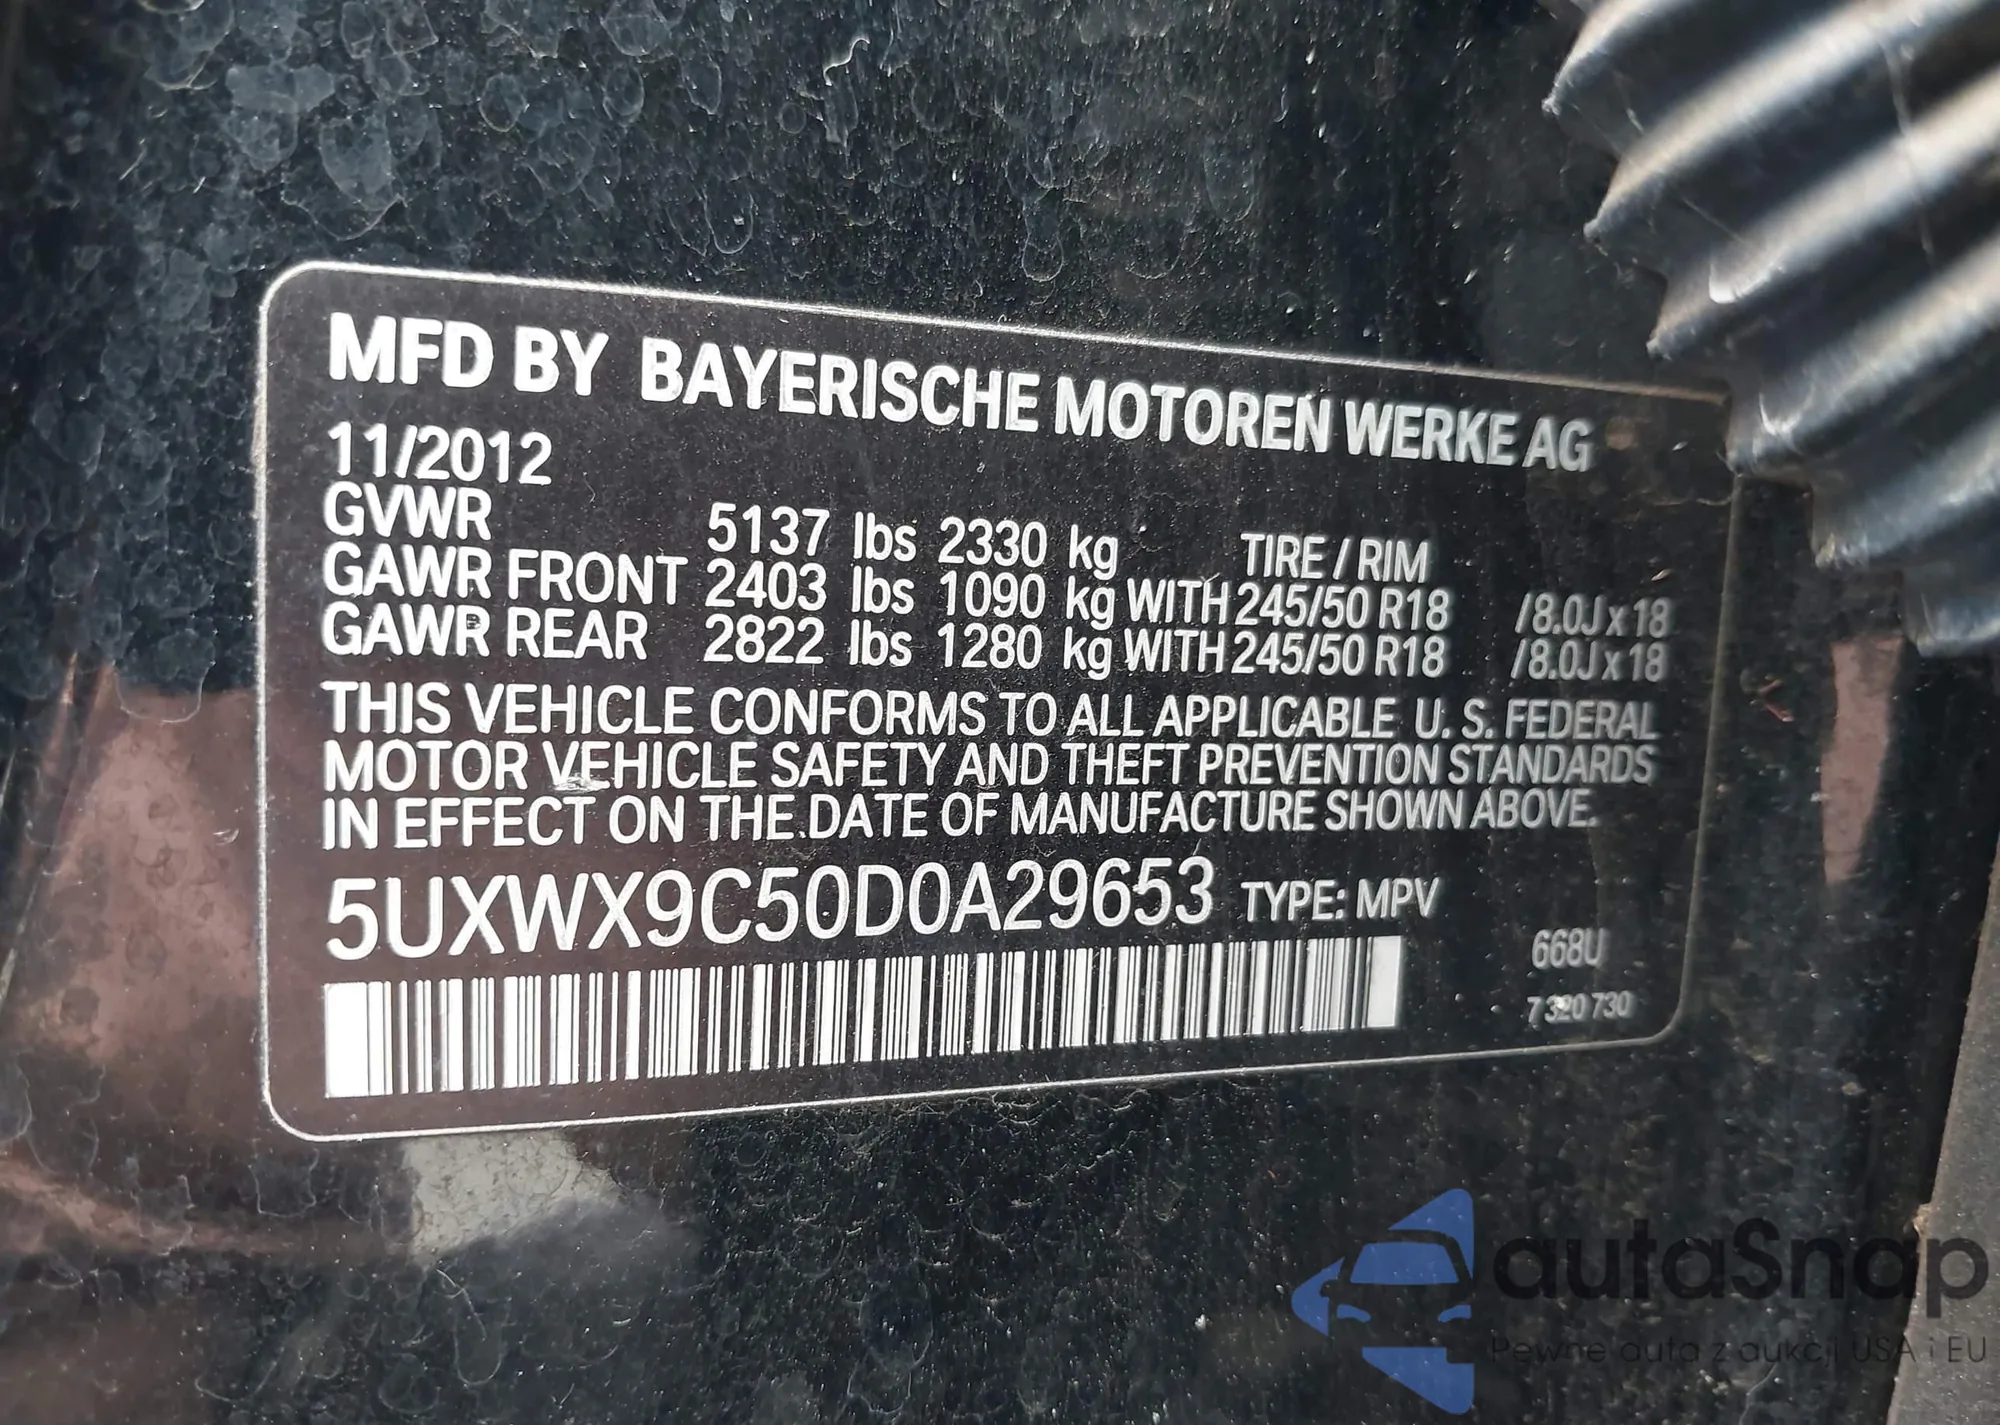 MFD BY BAYERISCHE MOTOREN WERKE AG
11/2012
GVWR 5137 lbs 2330 kg TIRE / RIM
GAWR FRONT 2403 lbs 1090 kg WITH 245/50 R18 /8.0J x 18
GAWR REAR 2822 lbs 1280 kg WITH 245/50 R18 /8.0J x 18
THIS VEHICLE CONFORMS TO ALL APPLICABLE U. S. FEDERAL
MOTOR VEHICLE SAFETY AND THEFT PREVENTION STANDARDS
IN EFFECT ON THE DATE OF MANUFACTURE SHOWN ABOVE.
5UXWX9C50D0A29653 TYPE: MPV
668U
7 320 730
autaSnap
Pewne auta z aukcji USA i EU